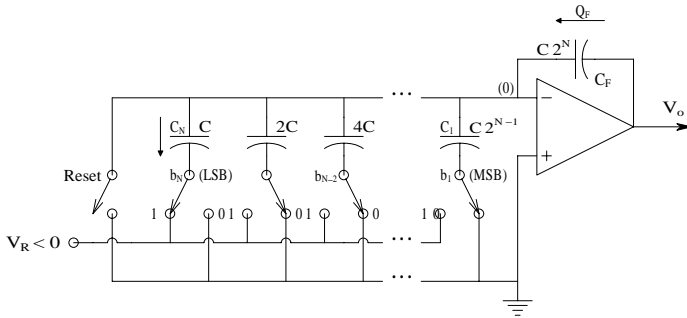 Q_F
C 2^N
C_F
(0)
−
+
V_o
...
C_N C 2C 4C C_1 C 2^{N−1}
Reset b_N (LSB) b_{N−2} b_1 (MSB)
1 0 1 0 1 0 1 0
V_R < 0
...
...